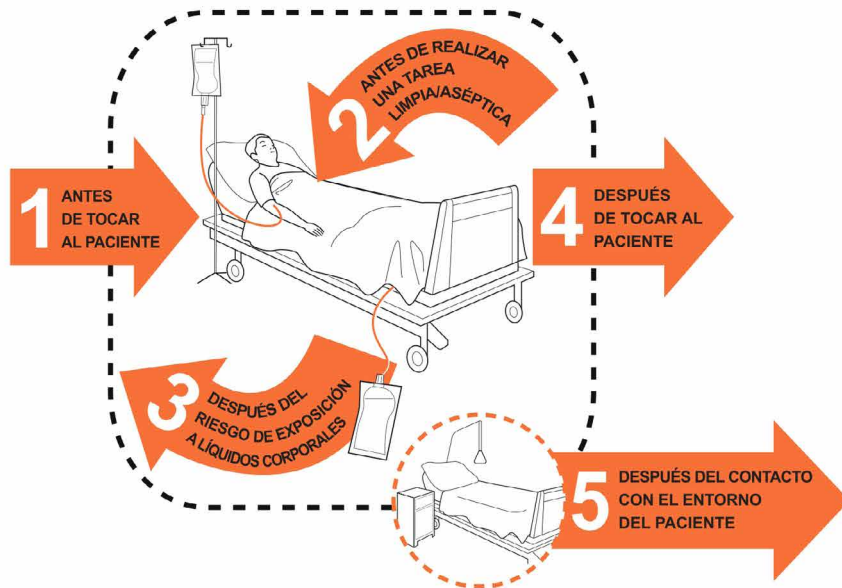 1
ANTES
DE TOCAR
AL PACIENTE
2
ANTES DE REALIZAR
UNA TAREA
LIMPIA/ASÉPTICA
3
DESPUÉS DEL
RIESGO DE EXPOSICIÓN
A LÍQUIDOS CORPORALES
4
DESPUÉS
DE TOCAR AL
PACIENTE
5
DESPUÉS DEL CONTACTO
CON EL ENTORNO
DEL PACIENTE